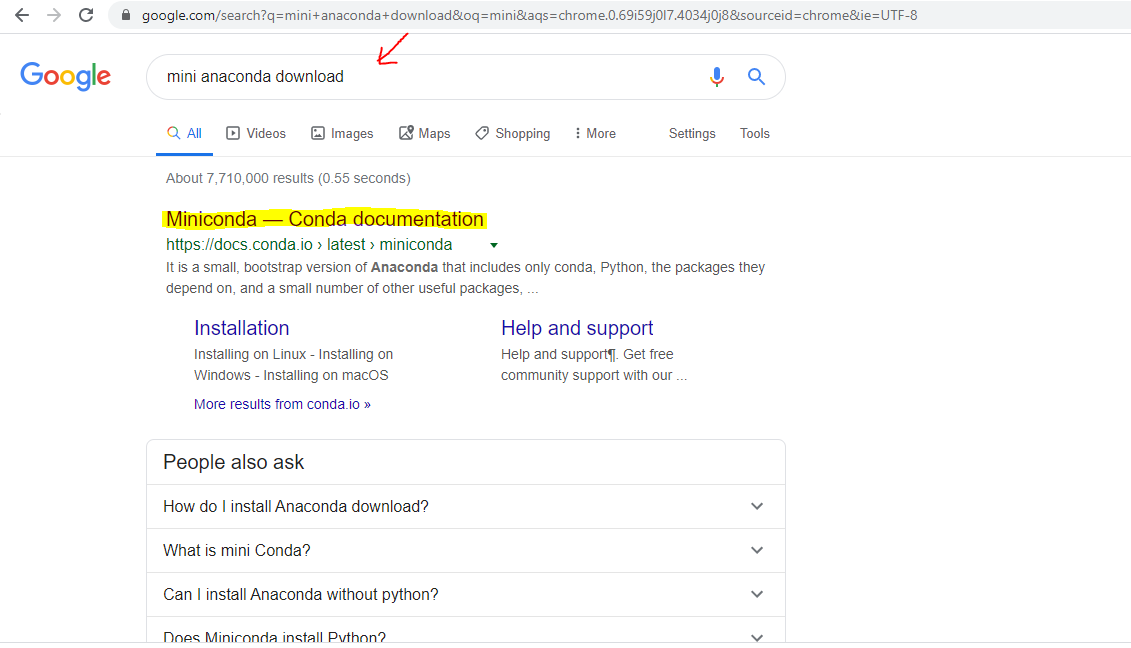 google.com/search?q=mini+anaconda+download&oq=mini&aqs=chrome.0.69i59j0l7.4034j0j8&sourceid=chrome&ie=UTF-8
Google
mini anaconda download
All Videos Images Maps Shopping More Settings Tools
About 7,710,000 results (0.55 seconds)
Miniconda — Conda documentation
https://docs.conda.io › latest › miniconda
It is a small, bootstrap version of Anaconda that includes only conda, Python, the packages they
depend on, and a small number of other useful packages, ...
Installation
Installing on Linux - Installing on
Windows - Installing on macOS
Help and support
Help and support¶. Get free
community support with our ...
More results from conda.io »
People also ask
How do I install Anaconda download?
What is mini Conda?
Can I install Anaconda without python?
Does Miniconda install Python?